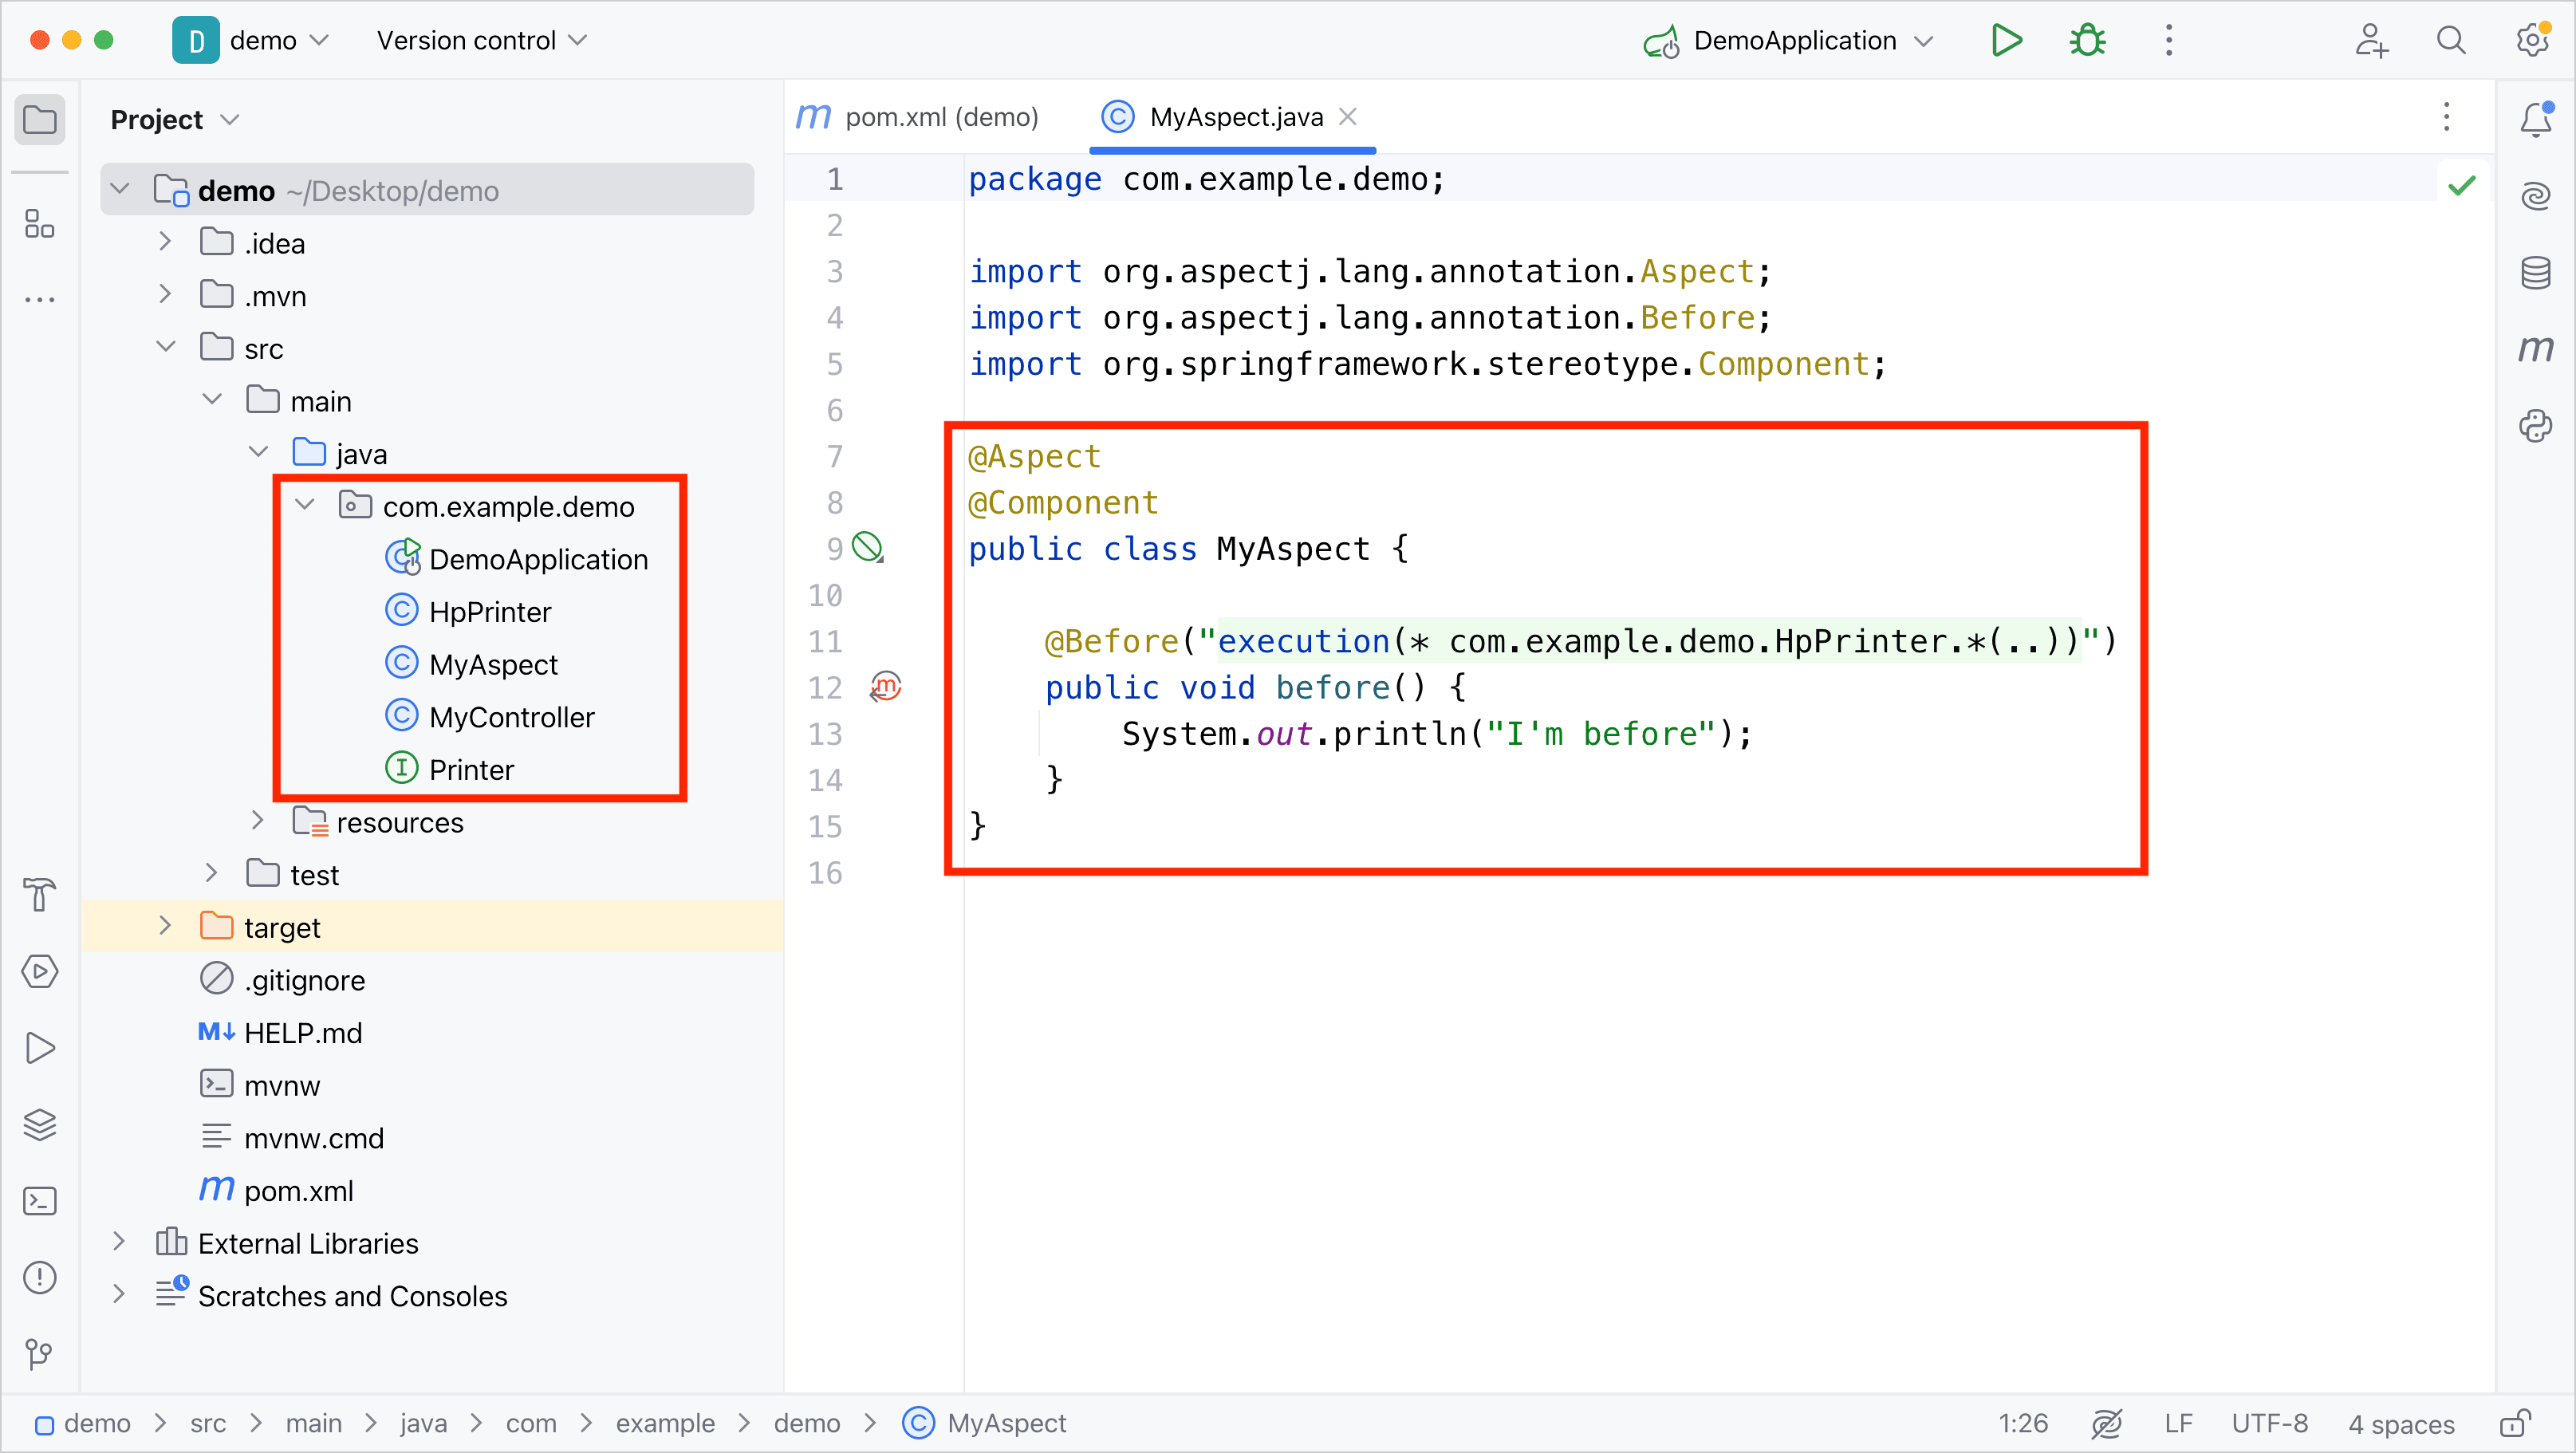 D demo Version control DemoApplication
Project
demo ~/Desktop/demo
.idea
.mvn
src
main
java
com.example.demo
DemoApplication
HpPrinter
MyAspect
MyController
Printer
resources
test
target
.gitignore
HELP.md
mvnw
mvnw.cmd
pom.xml
External Libraries
Scratches and Consoles
pom.xml (demo) MyAspect.java
1 package com.example.demo;
2
3 import org.aspectj.lang.annotation.Aspect;
4 import org.aspectj.lang.annotation.Before;
5 import org.springframework.stereotype.Component;
6
7 @Aspect
8 @Component
9 public class MyAspect {
10
11 @Before("execution(* com.example.demo.HpPrinter.*(..))")
12 public void before() {
13 System.out.println("I'm before");
14 }
15 }
16
demo > src > main > java > com > example > demo > MyAspect 1:26 LF UTF-8 4 spaces